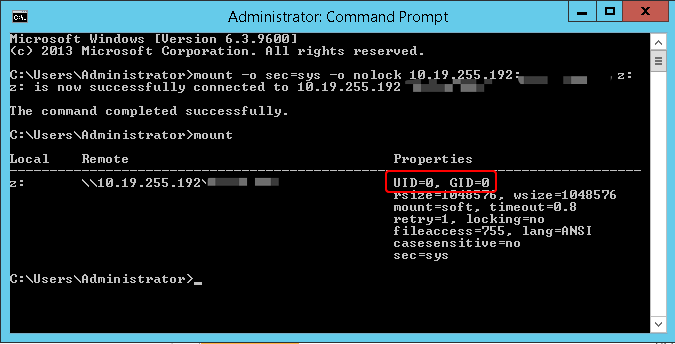 Administrator: Command Prompt
Microsoft Windows [Version 6.3.9600]
(c) 2013 Microsoft Corporation. All rights reserved.
C:\Users\Administrator>mount -o sec=sys -o nolock 10.19.255.192: z:
z: is now successfully connected to 10.19.255.192
The command completed successfully.
C:\Users\Administrator>mount
Local Remote Properties
z: \\10.19.255.192\ UID=0, GID=0
rsize=1048576, wsize=1048576
mount=soft, timeout=0.8
retry=1, locking=no
fileaccess=755, lang=ANSI
casesensitive=no
sec=sys
C:\Users\Administrator>_